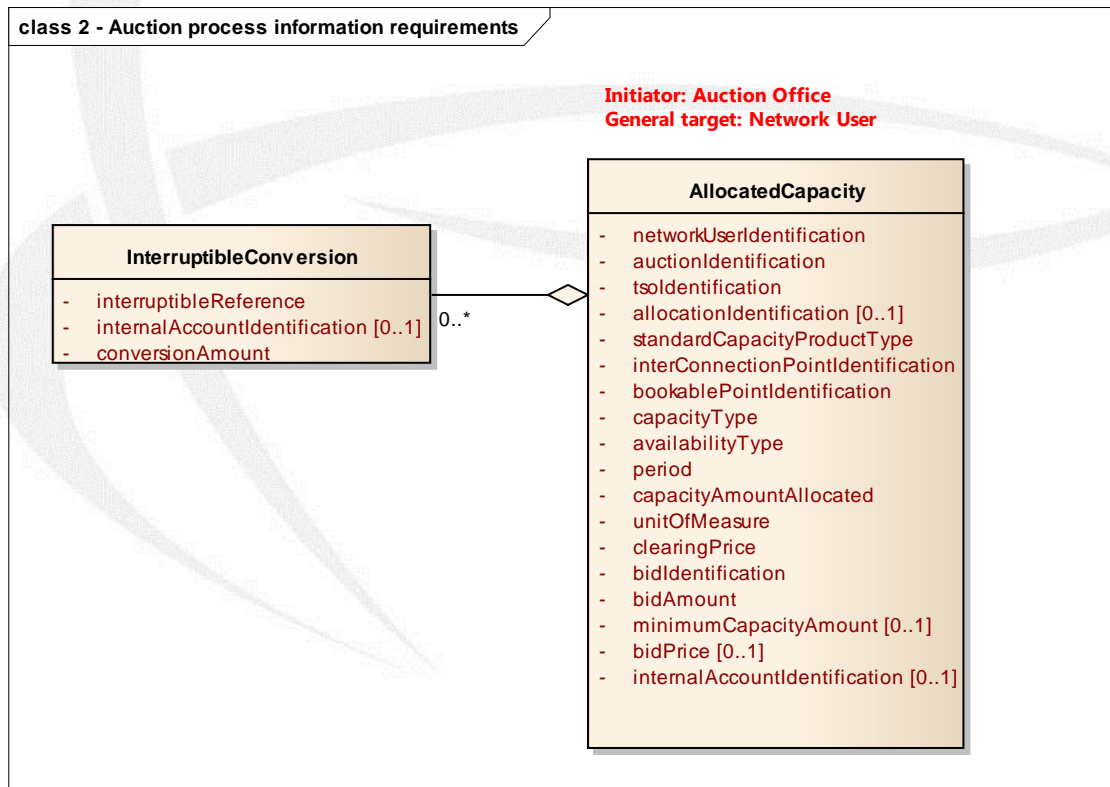 class 2 - Auction process information requirements
Initiator: Auction Office
General target: Network User
AllocatedCapacity
- networkUserIdentification
- auctionIdentification
- tsoIdentification
- allocationIdentification [0..1]
- standardCapacityProductType
- interConnectionPointIdentification
- bookablePointIdentification
- capacityType
- availabilityType
- period
- capacityAmountAllocated
- unitOfMeasure
- clearingPrice
- bidIdentification
- bidAmount
- minimumCapacityAmount [0..1]
- bidPrice [0..1]
- internalAccountIdentification [0..1]
InterruptibleConversion
- interruptibleReference
- internalAccountIdentification [0..1]
- conversionAmount
0..*